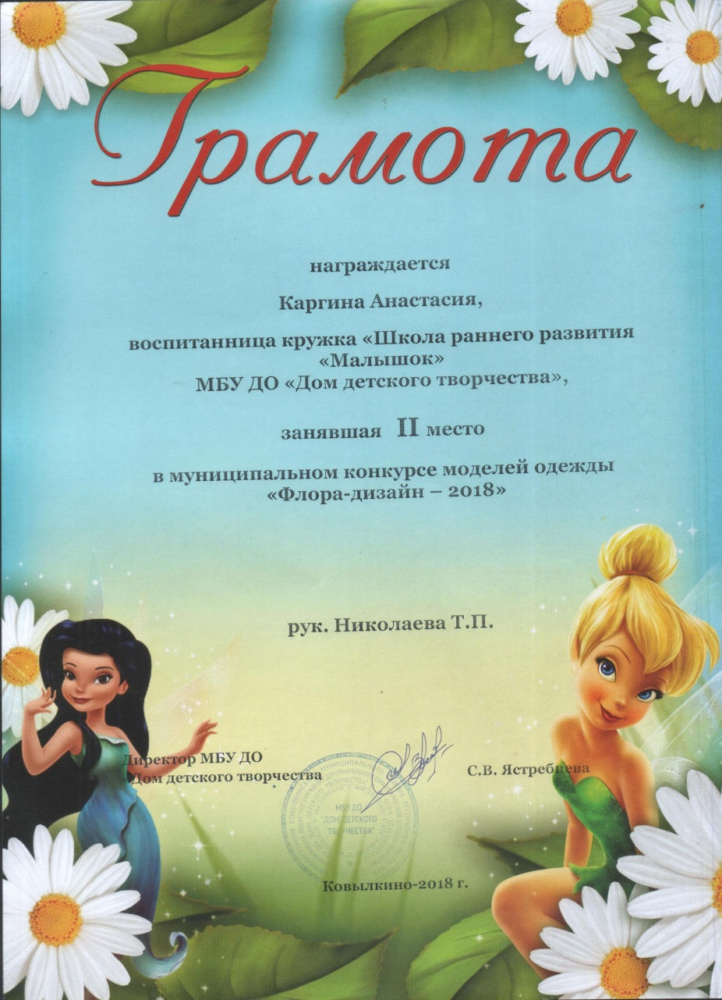 Грамота
награждается
Каргина Анастасия,
воспитанница кружка «Школа раннего развития
«Малышок»
МБУ ДО «Дом детского творчества»,
занявшая II место
в муниципальном конкурсе моделей одежды
«Флора-дизайн – 2018»
рук. Николаева Т.П.
Директор МБУ ДО
«Дом детского творчества
С.В. Ястребцева
МБУ ДО
"ДОМ ДЕТСКОГО
ТВОРЧЕСТВА"
Ковылкино-2018 г.